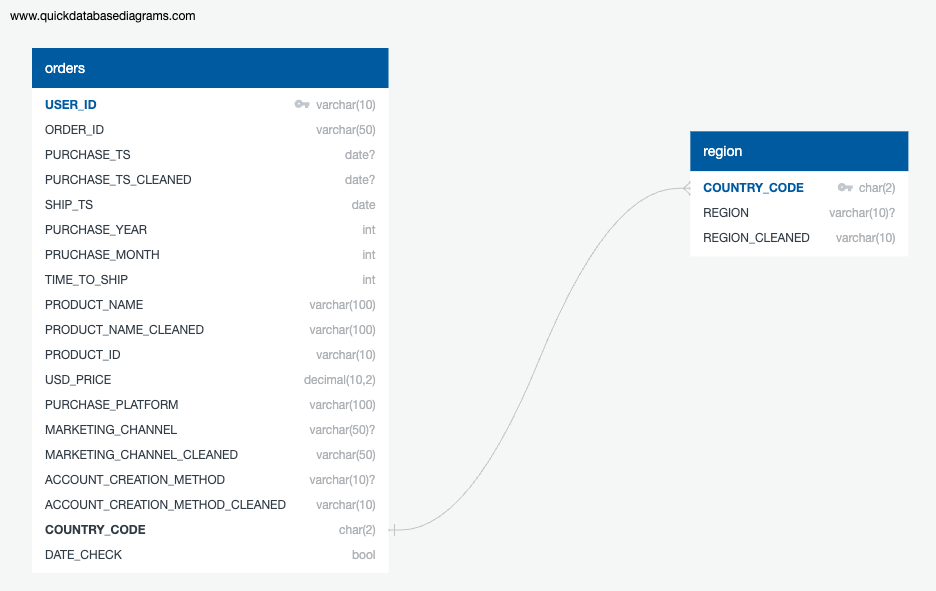 www.quickdatabasediagrams.com
orders
USER_ID varchar(10)
ORDER_ID varchar(50)
PURCHASE_TS date?
PURCHASE_TS_CLEANED date?
SHIP_TS date
PURCHASE_YEAR int
PRUCHASE_MONTH int
TIME_TO_SHIP int
PRODUCT_NAME varchar(100)
PRODUCT_NAME_CLEANED varchar(100)
PRODUCT_ID varchar(10)
USD_PRICE decimal(10,2)
PURCHASE_PLATFORM varchar(100)
MARKETING_CHANNEL varchar(50)?
MARKETING_CHANNEL_CLEANED varchar(50)
ACCOUNT_CREATION_METHOD varchar(10)?
ACCOUNT_CREATION_METHOD_CLEANED varchar(10)
COUNTRY_CODE char(2)
DATE_CHECK bool
region
COUNTRY_CODE char(2)
REGION varchar(10)?
REGION_CLEANED varchar(10)